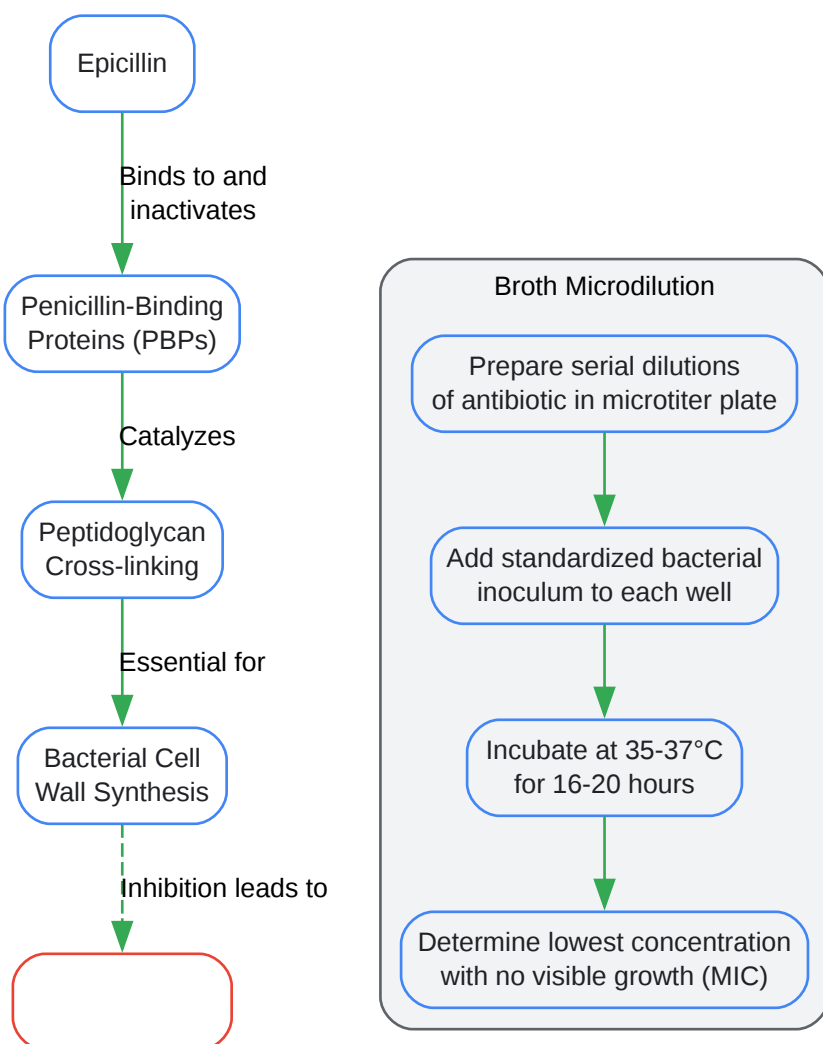 Epicillin
Binds to and
inactivates
Penicillin-Binding
Proteins (PBPs)
Catalyzes
Peptidoglycan
Cross-linking
Essential for
Bacterial Cell
Wall Synthesis
Inhibition leads to
Broth Microdilution
Prepare serial dilutions
of antibiotic in microtiter plate
Add standardized bacterial
inoculum to each well
Incubate at 35-37°C
for 16-20 hours
Determine lowest concentration
with no visible growth (MIC)